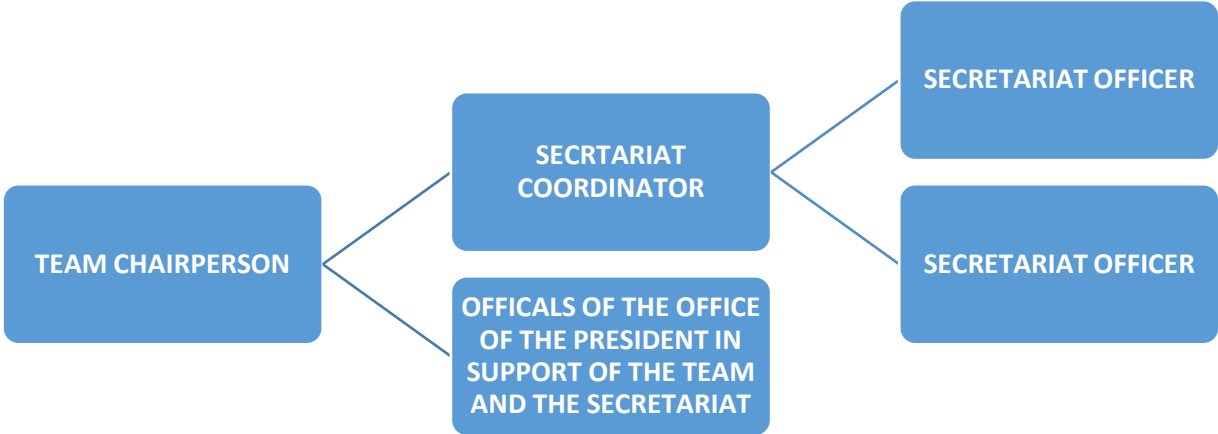 TEAM CHAIRPERSON
SECRTARIAT
COORDINATOR
OFFICALS OF THE OFFICE
OF THE PRESIDENT IN
SUPPORT OF THE TEAM
AND THE SECRETARIAT
SECRETARIAT OFFICER
SECRETARIAT OFFICER